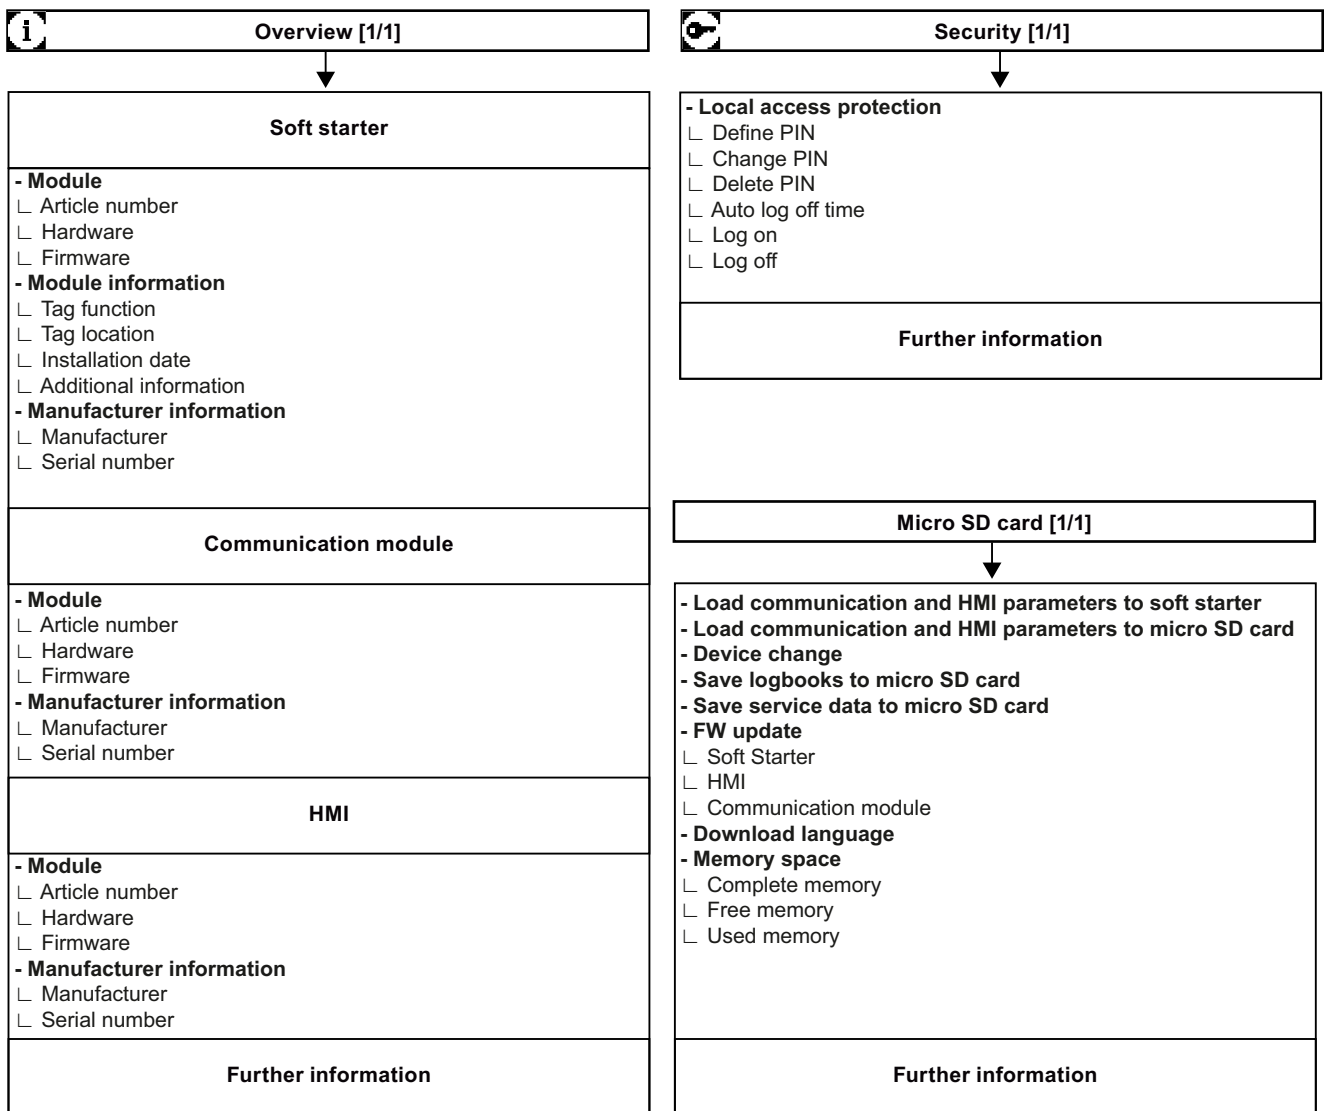 i
Overview [1/1]
Soft starter
- Module
∟ Article number
∟ Hardware
∟ Firmware
- Module information
∟ Tag function
∟ Tag location
∟ Installation date
∟ Additional information
- Manufacturer information
∟ Manufacturer
∟ Serial number
Communication module
- Module
∟ Article number
∟ Hardware
∟ Firmware
- Manufacturer information
∟ Manufacturer
∟ Serial number
HMI
- Module
∟ Article number
∟ Hardware
∟ Firmware
- Manufacturer information
∟ Manufacturer
∟ Serial number
Further information
Security [1/1]
- Local access protection
∟ Define PIN
∟ Change PIN
∟ Delete PIN
∟ Auto log off time
∟ Log on
∟ Log off
Further information
Micro SD card [1/1]
- Load communication and HMI parameters to soft starter
- Load communication and HMI parameters to micro SD card
- Device change
- Save logbooks to micro SD card
- Save service data to micro SD card
- FW update
∟ Soft Starter
∟ HMI
∟ Communication module
- Download language
- Memory space
∟ Complete memory
∟ Free memory
∟ Used memory
Further information